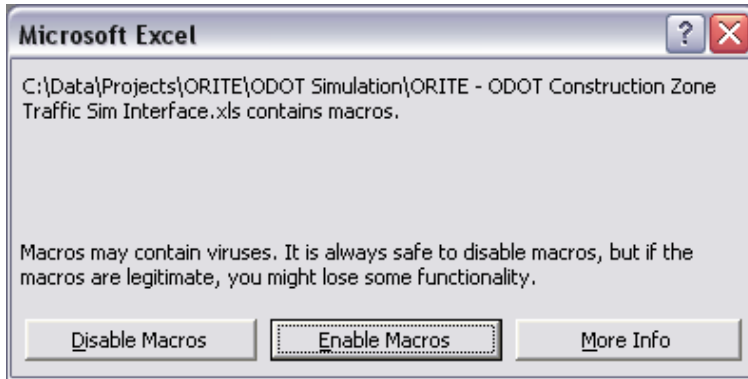 Microsoft Excel
?
C:\Data\Projects\ORITE\ODOT Simulation\ORITE - ODOT Construction Zone
Traffic Sim Interface.xls contains macros.
Macros may contain viruses. It is always safe to disable macros, but if the
macros are legitimate, you might lose some functionality.
Disable Macros
Enable Macros
More Info